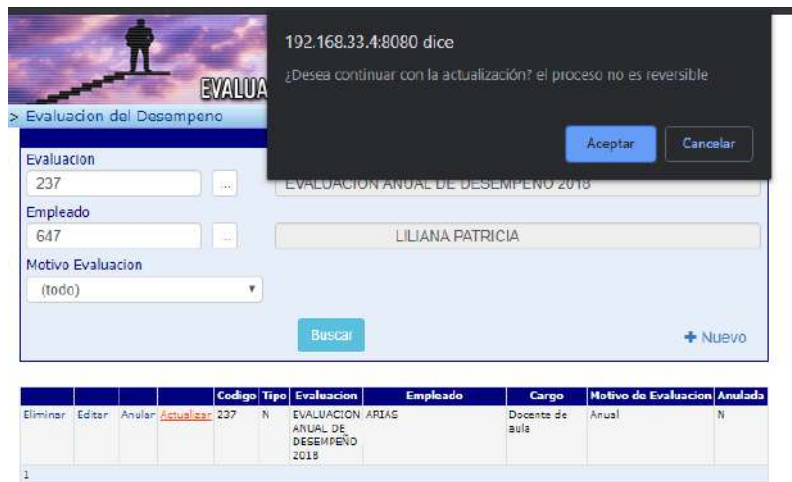 192.168.33.4:8080 dice
¿Desea continuar con la actualización? el proceso no es reversible
Aceptar Cancelar
EVALUA
> Evaluacion del Desempeno
Evaluacion
237 ... EVALUACION ANUAL DE DESEMPEÑO 2018
Empleado
647 ... LILIANA PATRICIA
Motivo Evaluacion
(todo)
Buscar + Nuevo
Codigo Tipo Evaluacion Empleado Cargo Motivo de Evaluacion Anulada
Eliminar Editar Anular Actualizar 237 N EVALUACION ARIAS Docente de Anual N
ANUAL DE aula
DESEMPEÑO
2018
1